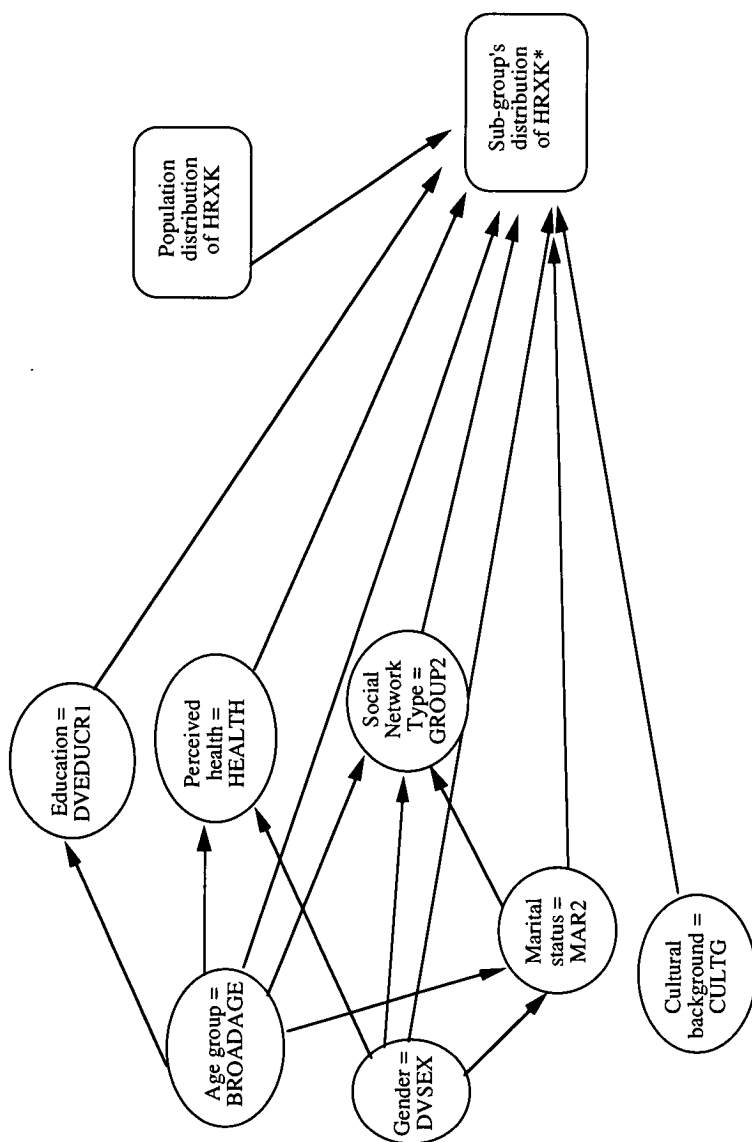 Education =
DVEDUCR1
Perceived
health =
HEALTH
Age group =
BROADAGE
Social
Network
Type =
GROUP2
Gender =
DVSEX
Marital
status =
MAR2
Cultural
background =
CULTG
Population
distribution
of HRXK
Sub-group's
distribution
of HRXK*